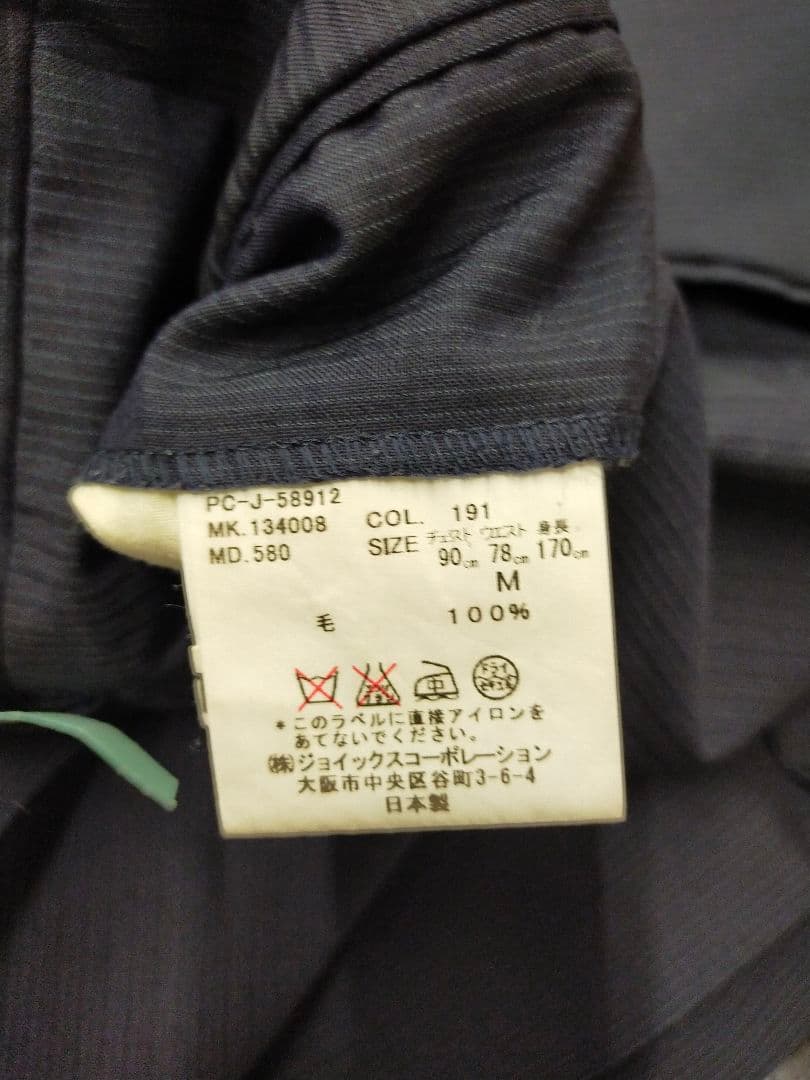 PC-J-58912
MK.134008
MD.580
COL. 191
SIZE チェスト ウエスト 身長
90cm 78cm 170cm
M
毛 100%
中 ドライ
*このラベルに直接アイロンを
あてないでください。
(株)ジョイックスコーポレーション
大阪市中央区谷町3-6-4
日本製